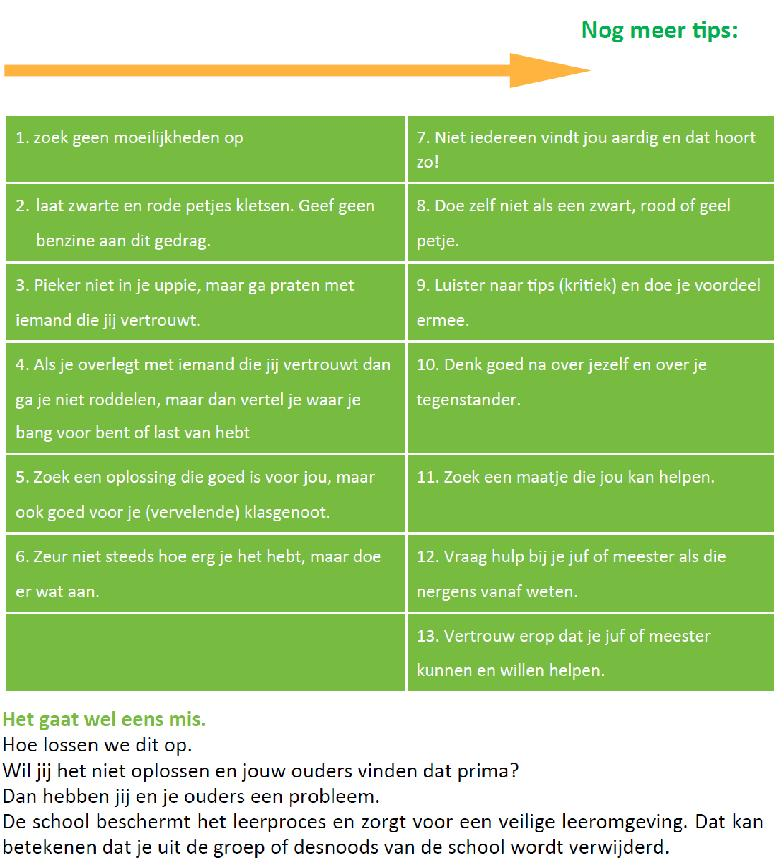 Nog meer tips:
1. zoek geen moeilijkheden op
2. laat zwarte en rode petjes kletsen. Geef geen
benzine aan dit gedrag.
3. Pieker niet in je uppie, maar ga praten met
iemand die jij vertrouwt.
4. Als je overlegt met iemand die jij vertrouwt dan
ga je niet roddelen, maar dan vertel je waar je
bang voor bent of last van hebt
5. Zoek een oplossing die goed is voor jou, maar
ook goed voor je (vervelende) klasgenoot.
6. Zeur niet steeds hoe erg je het hebt, maar doe
er wat aan.
7. Niet iedereen vindt jou aardig en dat hoort
zo!
8. Doe zelf niet als een zwart, rood of geel
petje.
9. Luister naar tips (kritiek) en doe je voordeel
ermee.
10. Denk goed na over jezelf en over je
tegenstander.
11. Zoek een maatje die jou kan helpen.
12. Vraag hulp bij je juf of meester als die
nergens vanaf weten.
13. Vertrouw erop dat je juf of meester
kunnen en willen helpen.
Het gaat wel eens mis.
Hoe lossen we dit op.
Wil jij het niet oplossen en jouw ouders vinden dat prima?
Dan hebben jij en je ouders een probleem.
De school beschermt het leerproces en zorgt voor een veilige leeromgeving. Dat kan
betekenen dat je uit de groep of desnoods van de school wordt verwijderd.